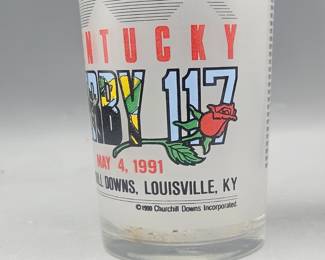 NTUCKY
RBY 117
MAY 4, 1991
ILL DOWNS, LOUISVILLE, KY
© 1990 Churchill Downs Incorporated